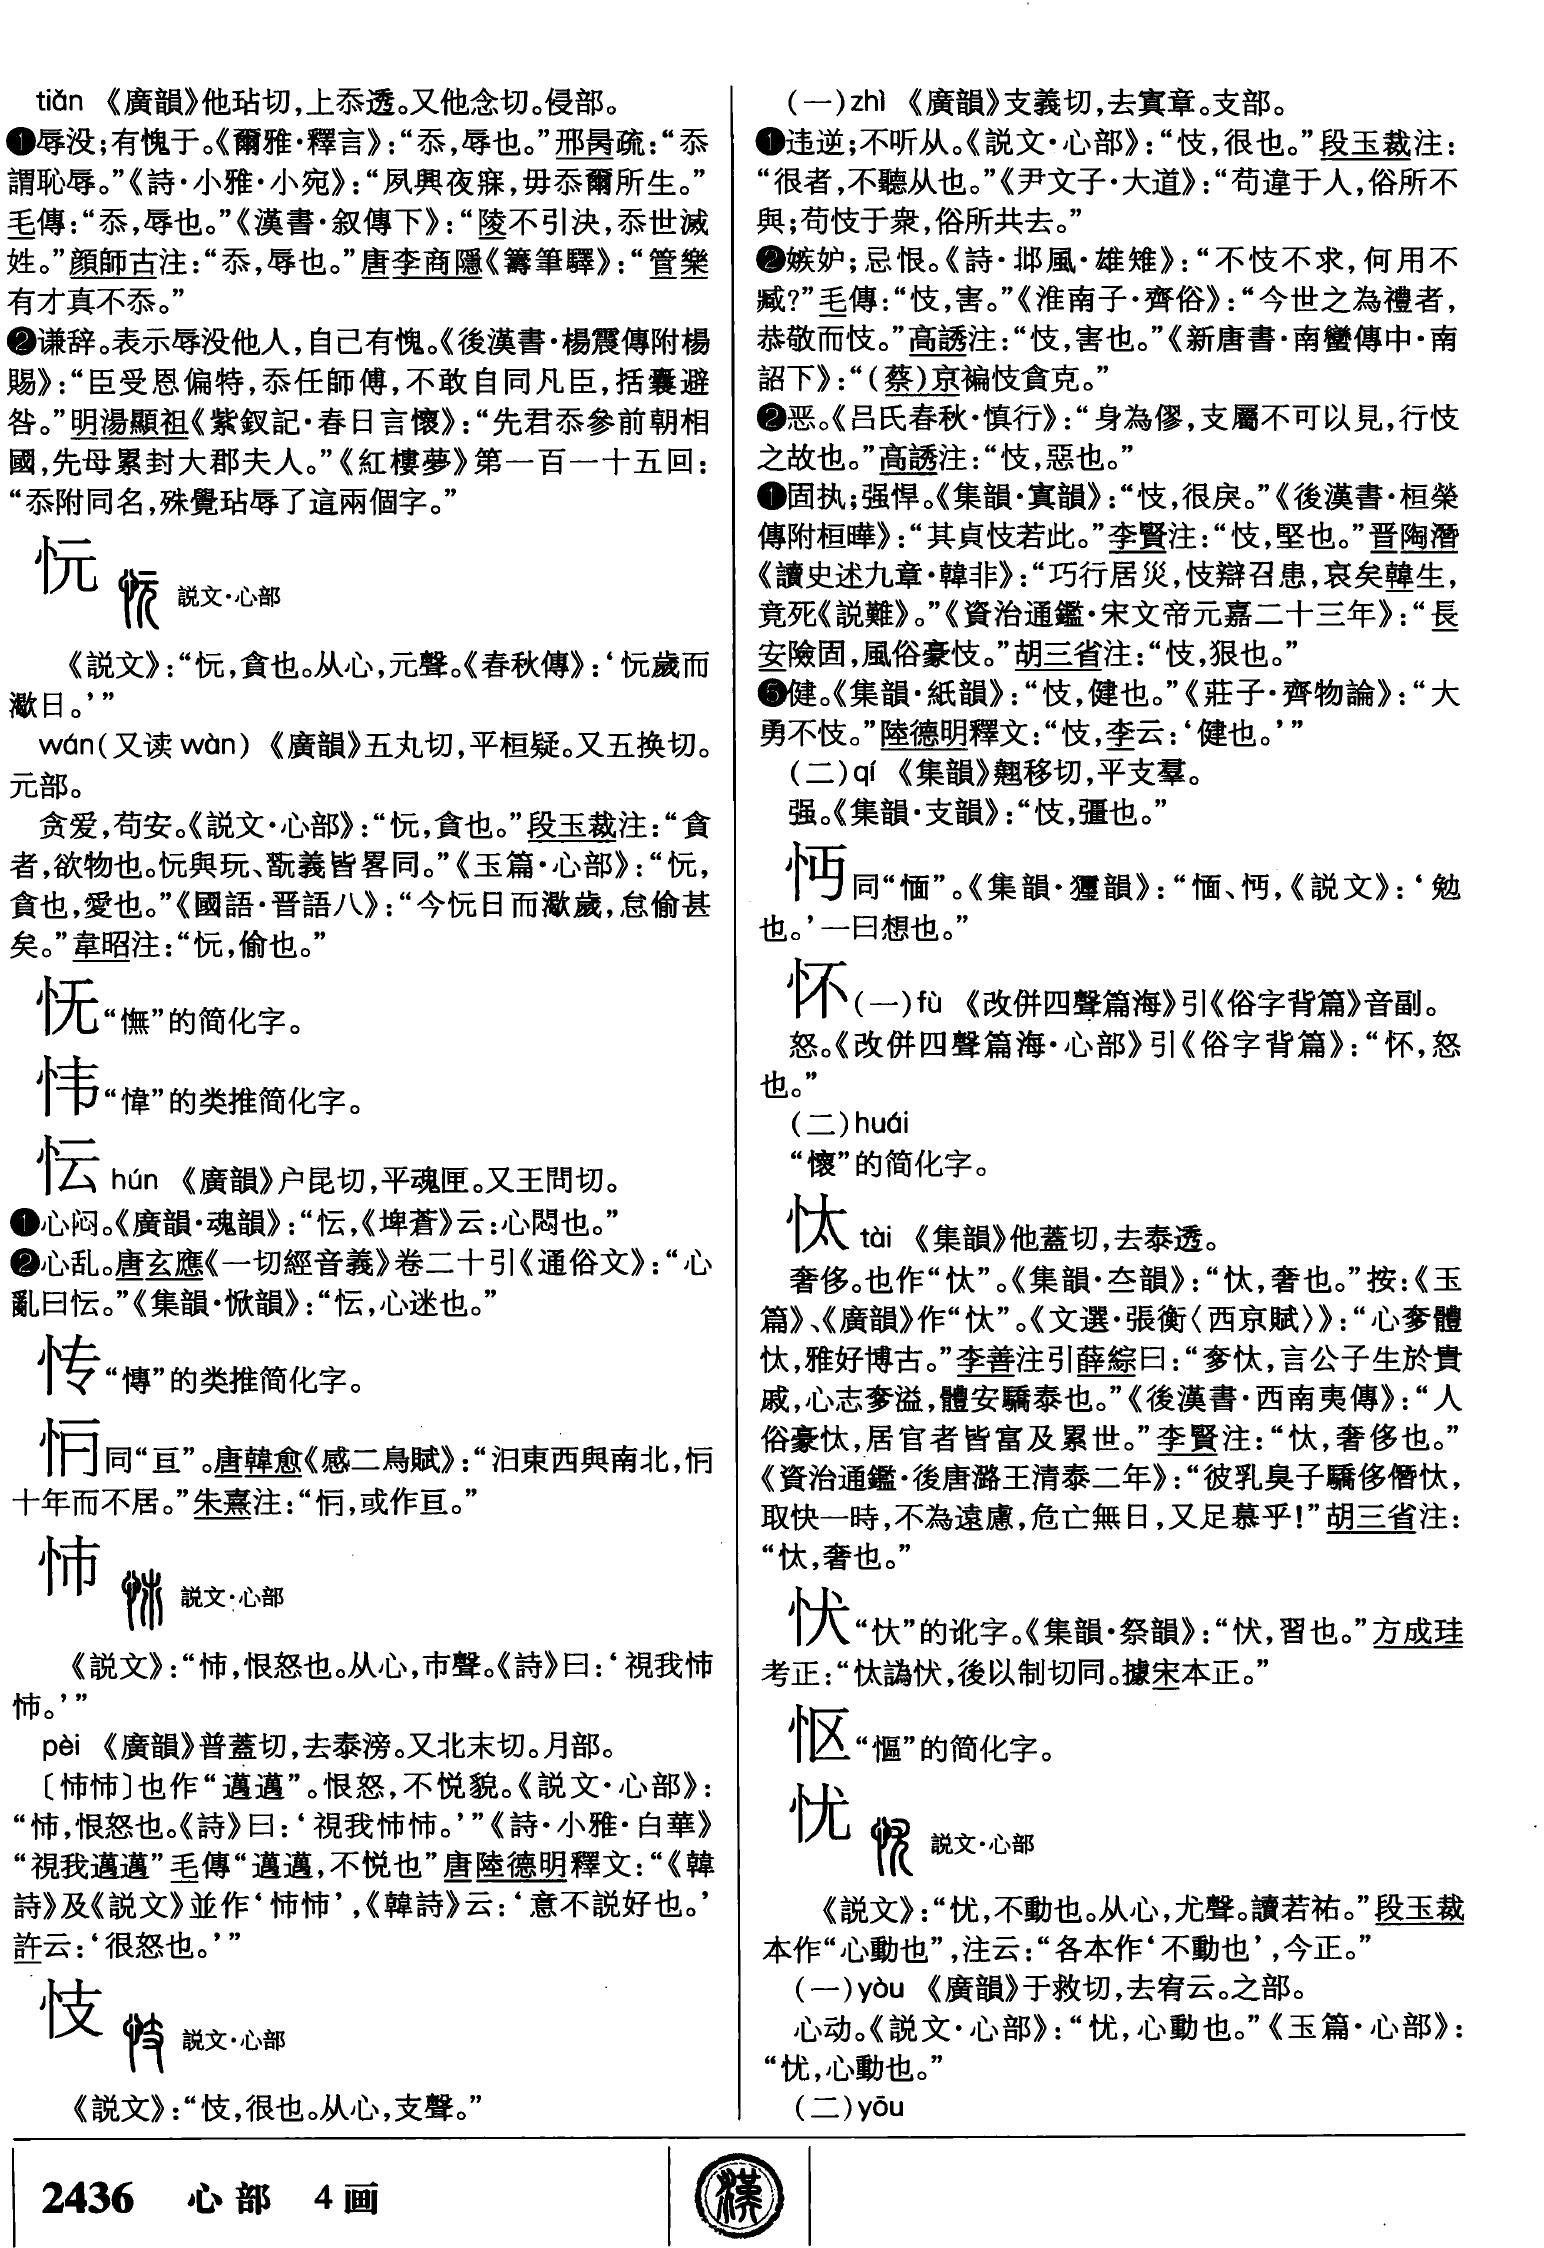 tiǎn 《廣韻》他玷切,上忝透。又他念切。侵部。
❶辱没;有愧于。《爾雅·釋言》:“忝,辱也。”邢昺疏:“忝
謂恥辱。”《詩·小雅·小宛》:“夙興夜寐,毋忝爾所生。”
毛傳:“忝,辱也。”《漢書·叙傳下》:“陵不引決,忝世滅
姓。”顔師古注:“忝,辱也。”唐李商隱《籌筆驛》:“管樂
有才真不忝。”
❷谦辞。表示辱没他人,自己有愧。《後漢書·楊震傳附楊
賜》:“臣受恩偏特,忝任師傅,不敢自同凡臣,括囊避
咎。”明湯顯祖《紫釵記·春日言懷》:“先君忝參前朝相
國,先母累封大郡夫人。”《紅樓夢》第一百一十五回:
“忝附同名,殊覺玷辱了這兩個字。”
忨 説文·心部
《説文》:“忨,貪也。从心,元聲。《春秋傳》:‘忨歲而
㵣日。’”
wán(又读wàn) 《廣韻》五丸切,平桓疑。又五换切。
元部。
贪爱,苟安。《説文·心部》:“忨,貪也。”段玉裁注:“貪
者,欲物也。忨與玩、翫義皆畧同。”《玉篇·心部》:“忨,
貪也,愛也。”《國語·晋語八》:“今忨日而㵣歲,怠偷甚
矣。”韋昭注:“忨,偷也。”
怃“憮”的简化字。
㤇“愇”的类推简化字。
忶 hún 《廣韻》户昆切,平魂匣。又王問切。
❶心闷。《廣韻·魂韻》:“忶,《埤蒼》云:心悶也。”
❷心乱。唐玄應《一切經音義》卷二十引《通俗文》:“心
亂曰忶。”《集韻·焮韻》:“忶,心迷也。”
“慱”的类推简化字。
同“亘”。唐韓愈《感二鳥賦》:“汨東西與南北,
十年而不居。”朱熹注:“,或作亘。”
㤄 説文·心部
《説文》:“㤄,恨怒也。从心,巿聲。《詩》曰:‘視我㤄
㤄。’”
pèi 《廣韻》普蓋切,去泰滂。又北末切。月部。
〔㤄㤄〕也作“邁邁”。恨怒,不悦貌。《説文·心部》:
“㤄,恨怒也。《詩》曰:‘視我㤄㤄。’”《詩·小雅·白華》
“視我邁邁”毛傳“邁邁,不悦也”唐陸德明釋文:“《韓
詩》及《説文》並作‘㤄㤄’,《韓詩》云:‘意不説好也。’
許云:‘很怒也。’”
忮 説文·心部
《説文》:“忮,很也。从心,支聲。”
(一)zhì 《廣韻》支義切,去寘章。支部。
❶违逆;不听从。《説文·心部》:“忮,很也。”段玉裁注:
“很者,不聽从也。”《尹文子·大道》:“苟違于人,俗所不
與;苟忮于衆,俗所共去。”
❷嫉妒;忌恨。《詩·邶風·雄雉》:“不忮不求,何用不
臧?”毛傳:“忮,害。”《淮南子·齊俗》:“今世之為禮者,
恭敬而忮。”高誘注:“忮,害也。”《新唐書·南蠻傳中·南
詔下》:“(蔡)京褊忮貪克。”
❷恶。《吕氏春秋·慎行》:“身為僇,支屬不可以見,行忮
之故也。”高誘注:“忮,惡也。”
❶固执;强悍。《集韻·寘韻》:“忮,很戾。”《後漢書·桓榮
傳附桓曄》:“其貞忮若此。”李賢注:“忮,堅也。”晋陶潛
《讀史述九章·韓非》:“巧行居災,忮辯召患,哀矣韓生,
竟死《説難》。”《資治通鑑·宋文帝元嘉二十三年》:“長
安險固,風俗豪忮。”胡三省注:“忮,狠也。”
❺健。《集韻·紙韻》:“忮,健也。”《莊子·齊物論》:“大
勇不忮。”陸德明釋文:“忮,李云:‘健也。’”
(二)qí 《集韻》翹移切,平支羣。
强。《集韻·支韻》:“忮,彊也。”
㤁同“愐”。《集韻·獮韻》:“愐、㤁,《説文》:‘勉
也。’一曰想也。”
怀(一)fù 《改併四聲篇海》引《俗字背篇》音副。
怒。《改併四聲篇海·心部》引《俗字背篇》:“怀,怒
也。”
(二)huái
“懷”的简化字。
忲 tài 《集韻》他蓋切,去泰透。
奢侈。也作“忕”。《集韻·夳韻》:“忲,奢也。”按:《玉
篇》、《廣韻》作“忕”。《文選·張衡〈西京賦〉》:“心奓體
忲,雅好博古。”李善注引薛綜曰:“奓忲,言公子生於貴
戚,心志奓溢,體安驕泰也。”《後漢書·西南夷傳》:“人
俗豪忲,居官者皆富及累世。”李賢注:“忲,奢侈也。”
《資治通鑑·後唐潞王清泰二年》:“彼乳臭子驕侈僭忲,
取快一時,不為遠慮,危亡無日,又足慕乎!”胡三省注:
“忲,奢也。”
㤀“忕”的讹字。《集韻·祭韻》:“㤀,習也。”方成珪
考正:“忕譌㤀,後以制切同。據宋本正。”
怄“慪”的简化字。
忧 説文·心部
《説文》:“忧,不動也。从心,尤聲。讀若祐。”段玉裁
本作“心動也”,注云:“各本作‘不動也’,今正。”
(一)yòu 《廣韻》于救切,去宥云。之部。
心动。《説文·心部》:“忧,心動也。”《玉篇·心部》:
“忧,心動也。”
(二)yōu
2436 心部 4画
漢